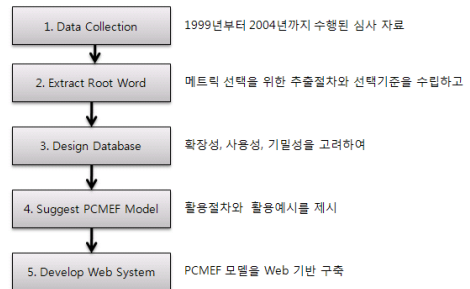 1. Data Collection
1999년부터 2004년까지 수행된 심사 자료
2. Extract Root Word
메트릭 선택을 위한 추출절차와 선택기준을 수립하고
3. Design Database
확장성, 사용성, 기밀성을 고려하여
4. Suggest PCMEF Model
활용절차와 활용예시를 제시
5. Develop Web System
PCMEF 모델을 Web 기반 구축